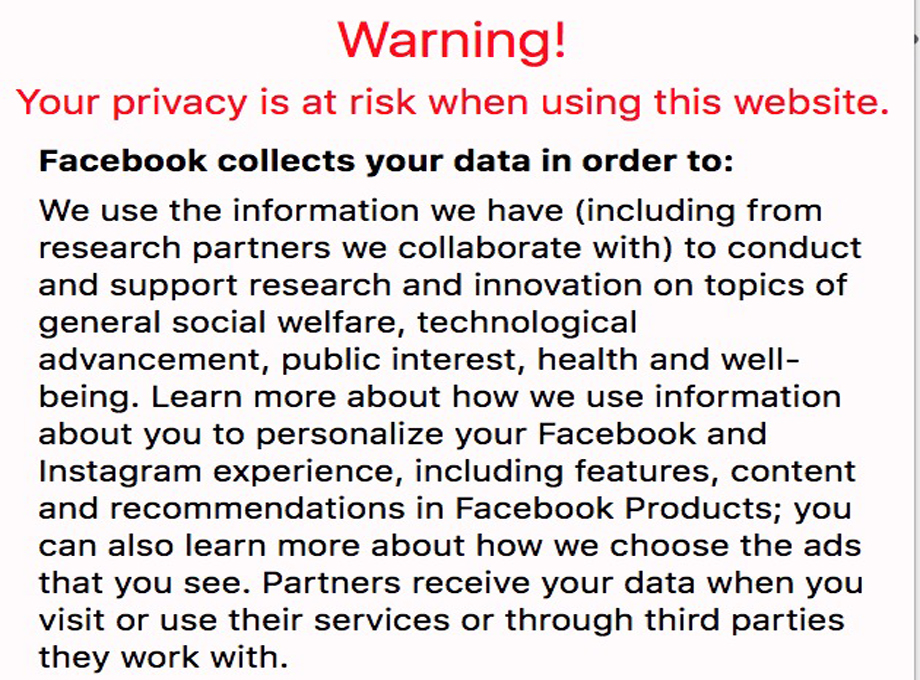 Warning!
Your privacy is at risk when using this website.
Facebook collects your data in order to:
We use the information we have (including from
research partners we collaborate with) to conduct
and support research and innovation on topics of
general social welfare, technological
advancement, public interest, health and well-
being. Learn more about how we use information
about you to personalize your Facebook and
Instagram experience, including features, content
and recommendations in Facebook Products; you
can also learn more about how we choose the ads
that you see. Partners receive your data when you
visit or use their services or through third parties
they work with.